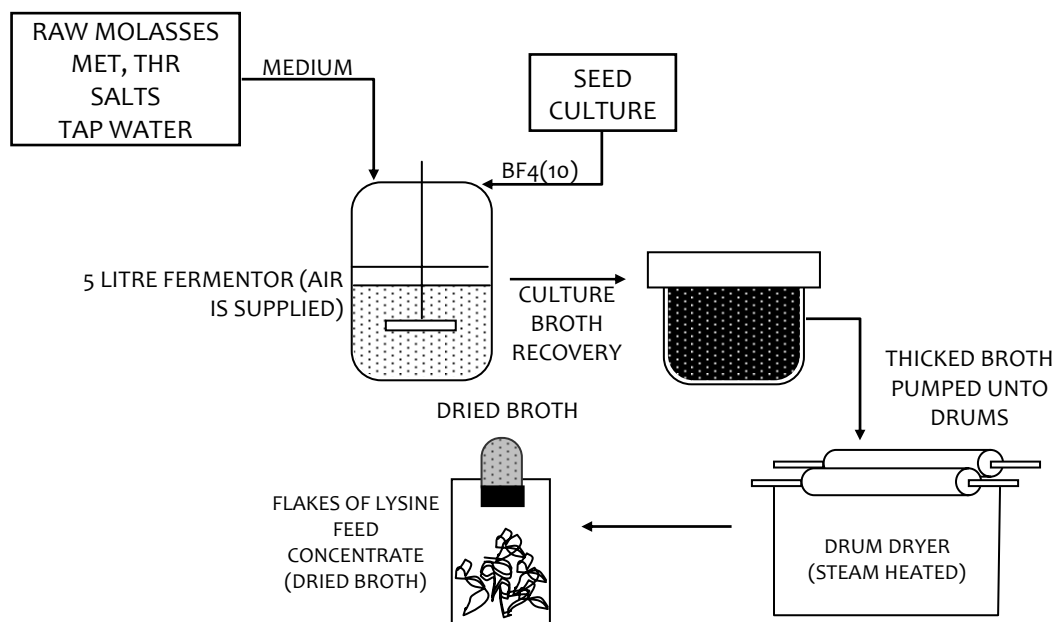 RAW MOLASSES
MET, THR
SALTS
TAP WATER
MEDIUM
SEED
CULTURE
BF4(10)
5 LITRE FERMENTOR (AIR
IS SUPPLIED)
CULTURE
BROTH
RECOVERY
THICKED BROTH
PUMPED UNTO
DRUMS
DRUM DRYER
(STEAM HEATED)
DRIED BROTH
FLAKES OF LYSINE
FEED
CONCENTRATE
(DRIED BROTH)